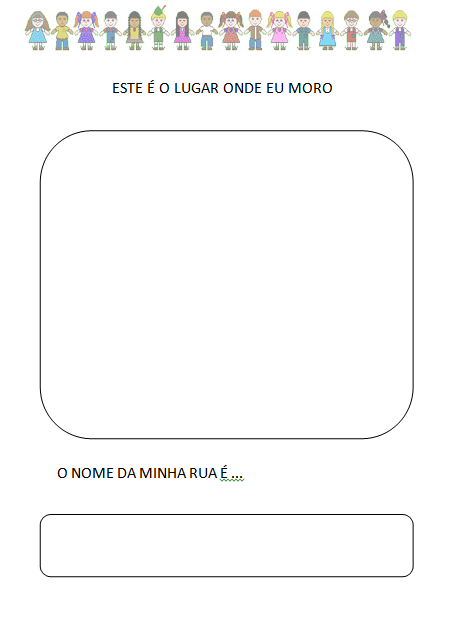 ESTE É O LUGAR ONDE EU MORO
O NOME DA MINHA RUA É ...